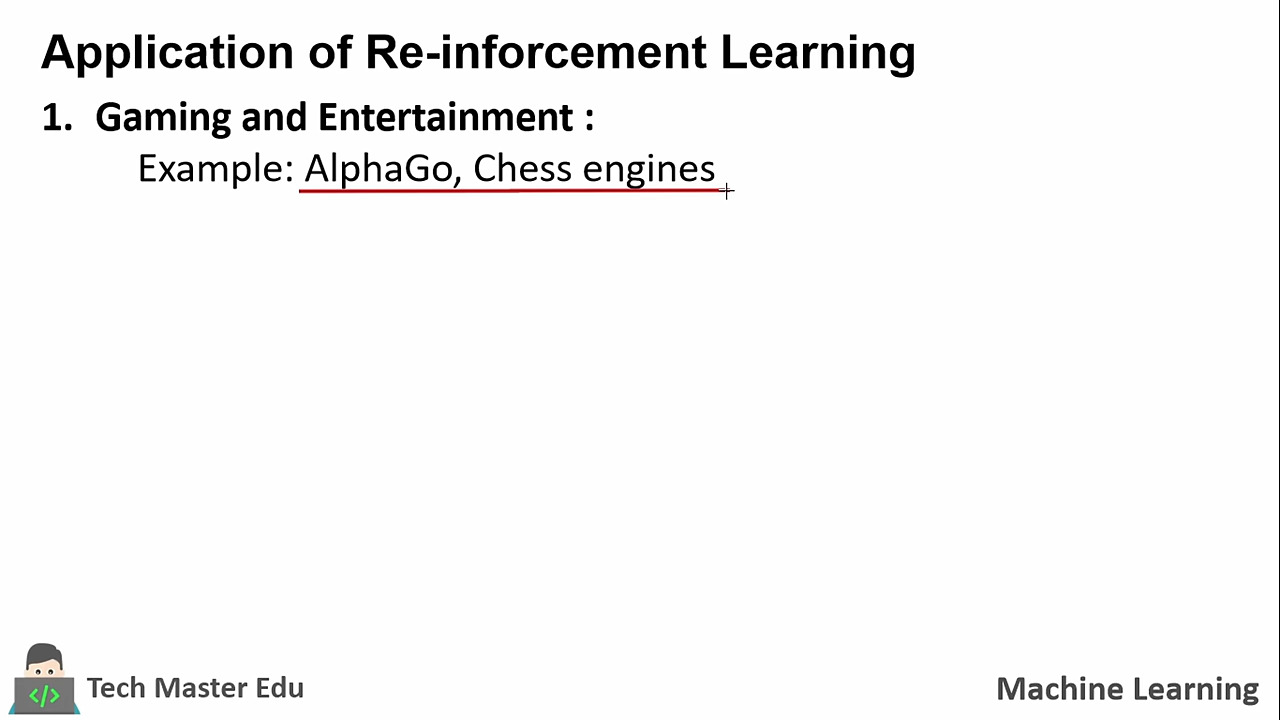 Application of Re-inforcement Learning
1. Gaming and Entertainment :
Example: AlphaGo, Chess engines
</>
Tech Master Edu
Machine Learning